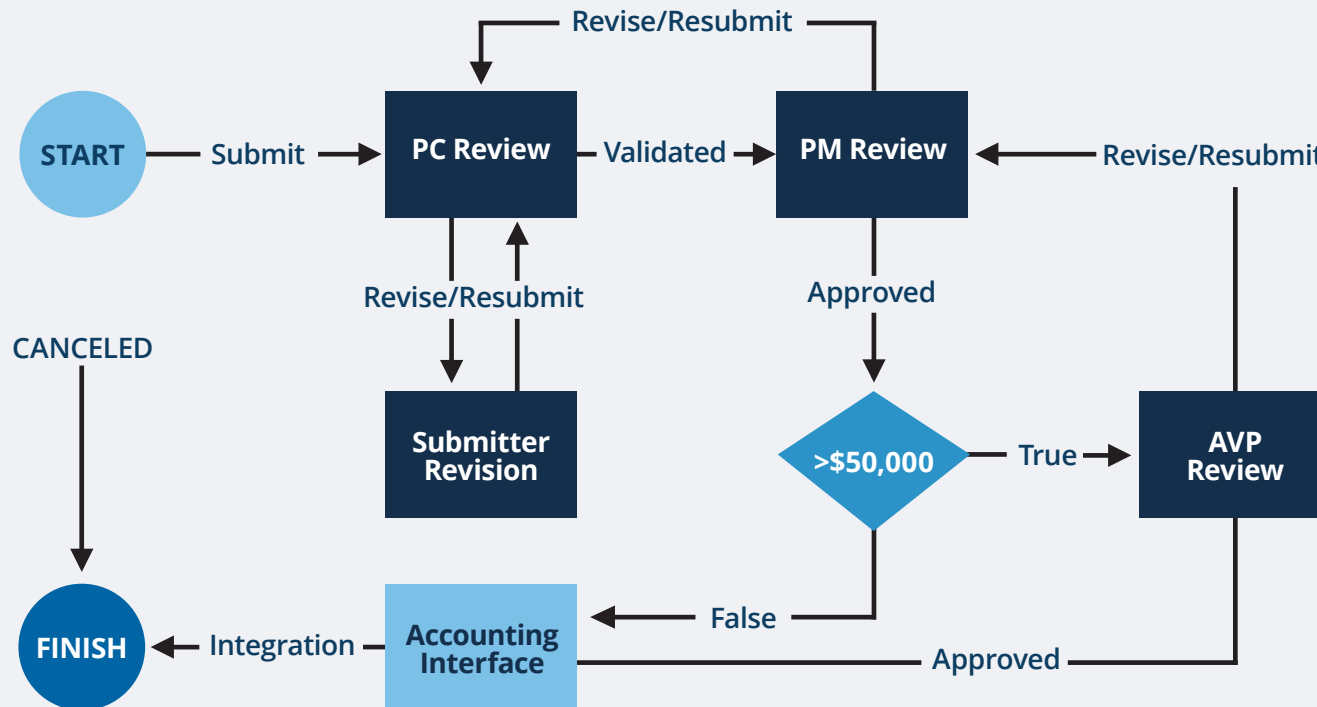 Revise/Resubmit
START
Submit
PC Review
Validated
PM Review
Revise/Resubmit
Revise/Resubmit
Approved
CANCELED
Submitter
Revision
>$50,000
True
AVP
Review
FINISH
Integration
Accounting
Interface
False
Approved